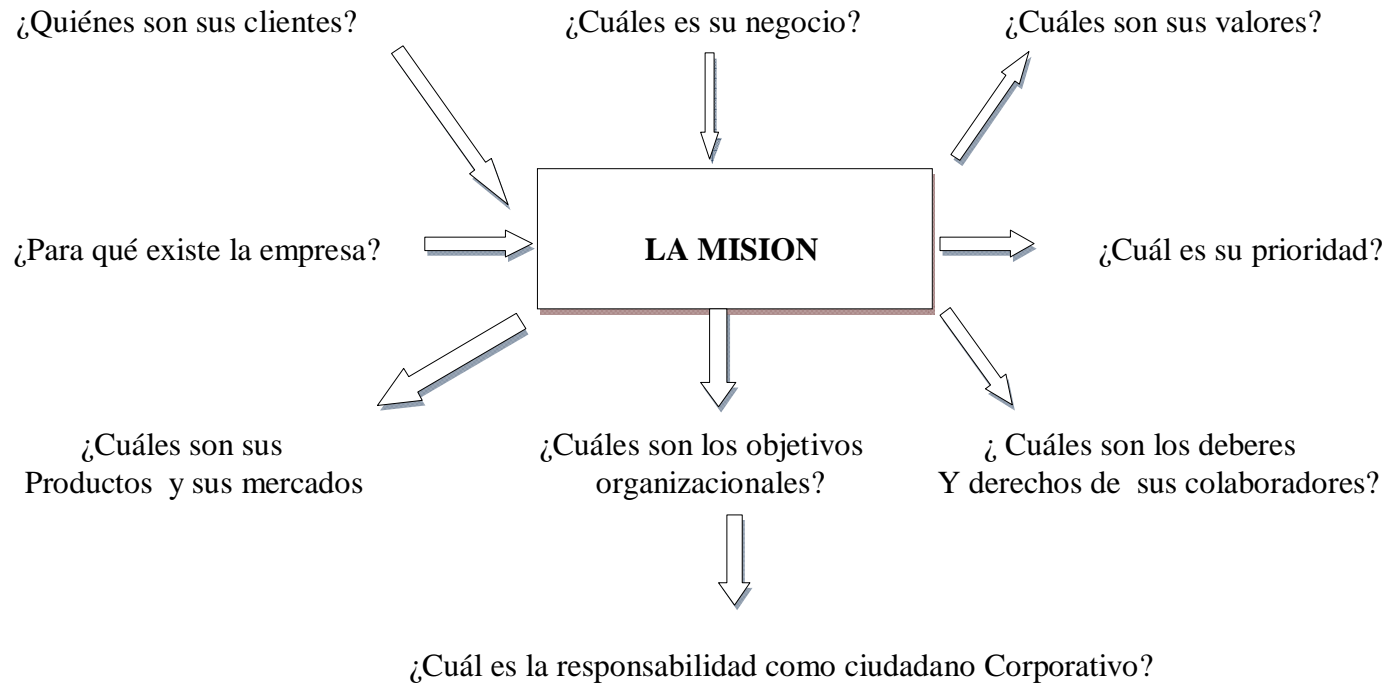 ¿Quiénes son sus clientes?
¿Cuáles es su negocio?
¿Cuáles son sus valores?
¿Para qué existe la empresa?
LA MISION
¿Cuál es su prioridad?
¿Cuáles son sus
Productos y sus mercados
¿Cuáles son los objetivos
organizacionales?
¿ Cuáles son los deberes
Y derechos de sus colaboradores?
¿Cuál es la responsabilidad como ciudadano Corporativo?